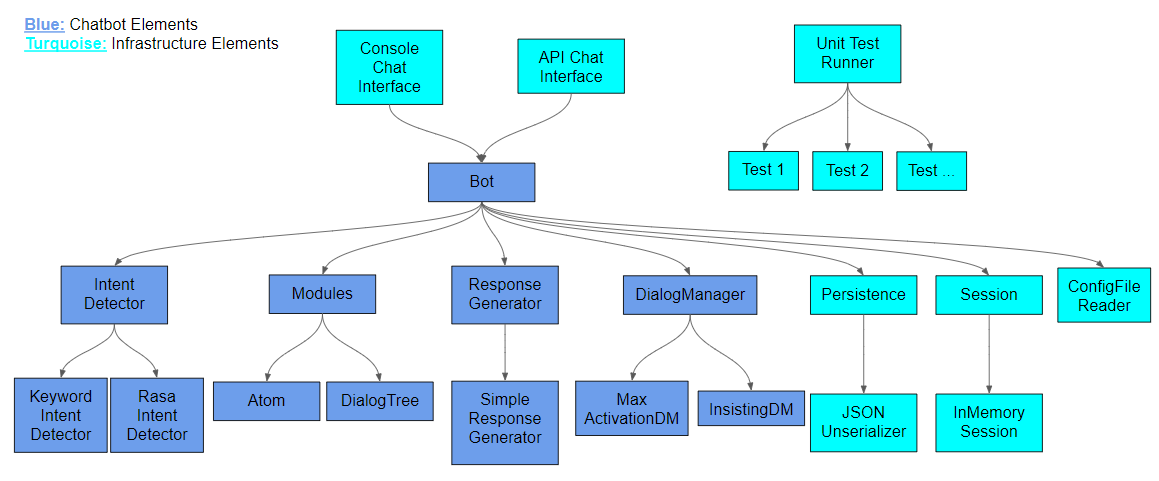 Blue: Chatbot Elements
Turquoise: Infrastructure Elements
Console
Chat
Interface
API Chat
Interface
Unit Test
Runner
Test 1
Test 2
Test ...
Bot
Intent
Detector
Modules
Response
Generator
DialogManager
Persistence
Session
ConfigFile
Reader
Keyword
Intent
Detector
Rasa
Intent
Detector
Atom
DialogTree
Simple
Response
Generator
Max
ActivationDM
InsistingDM
JSON
Unserializer
InMemory
Session